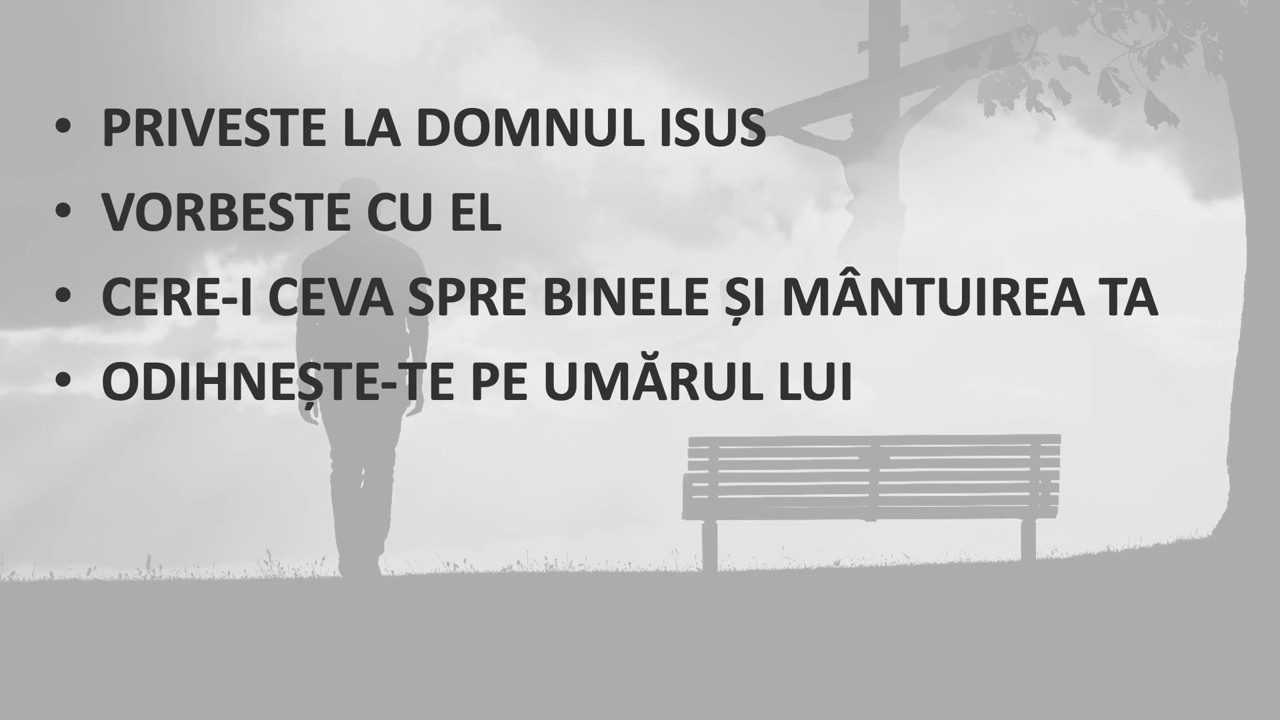 • PRIVESTE LA DOMNUL ISUS
• VORBESTE CU EL
• CERE-I CEVA SPRE BINELE ȘI MÂNTUIREA TA
• ODIHNEȘTE-TE PE UMĂRUL LUI